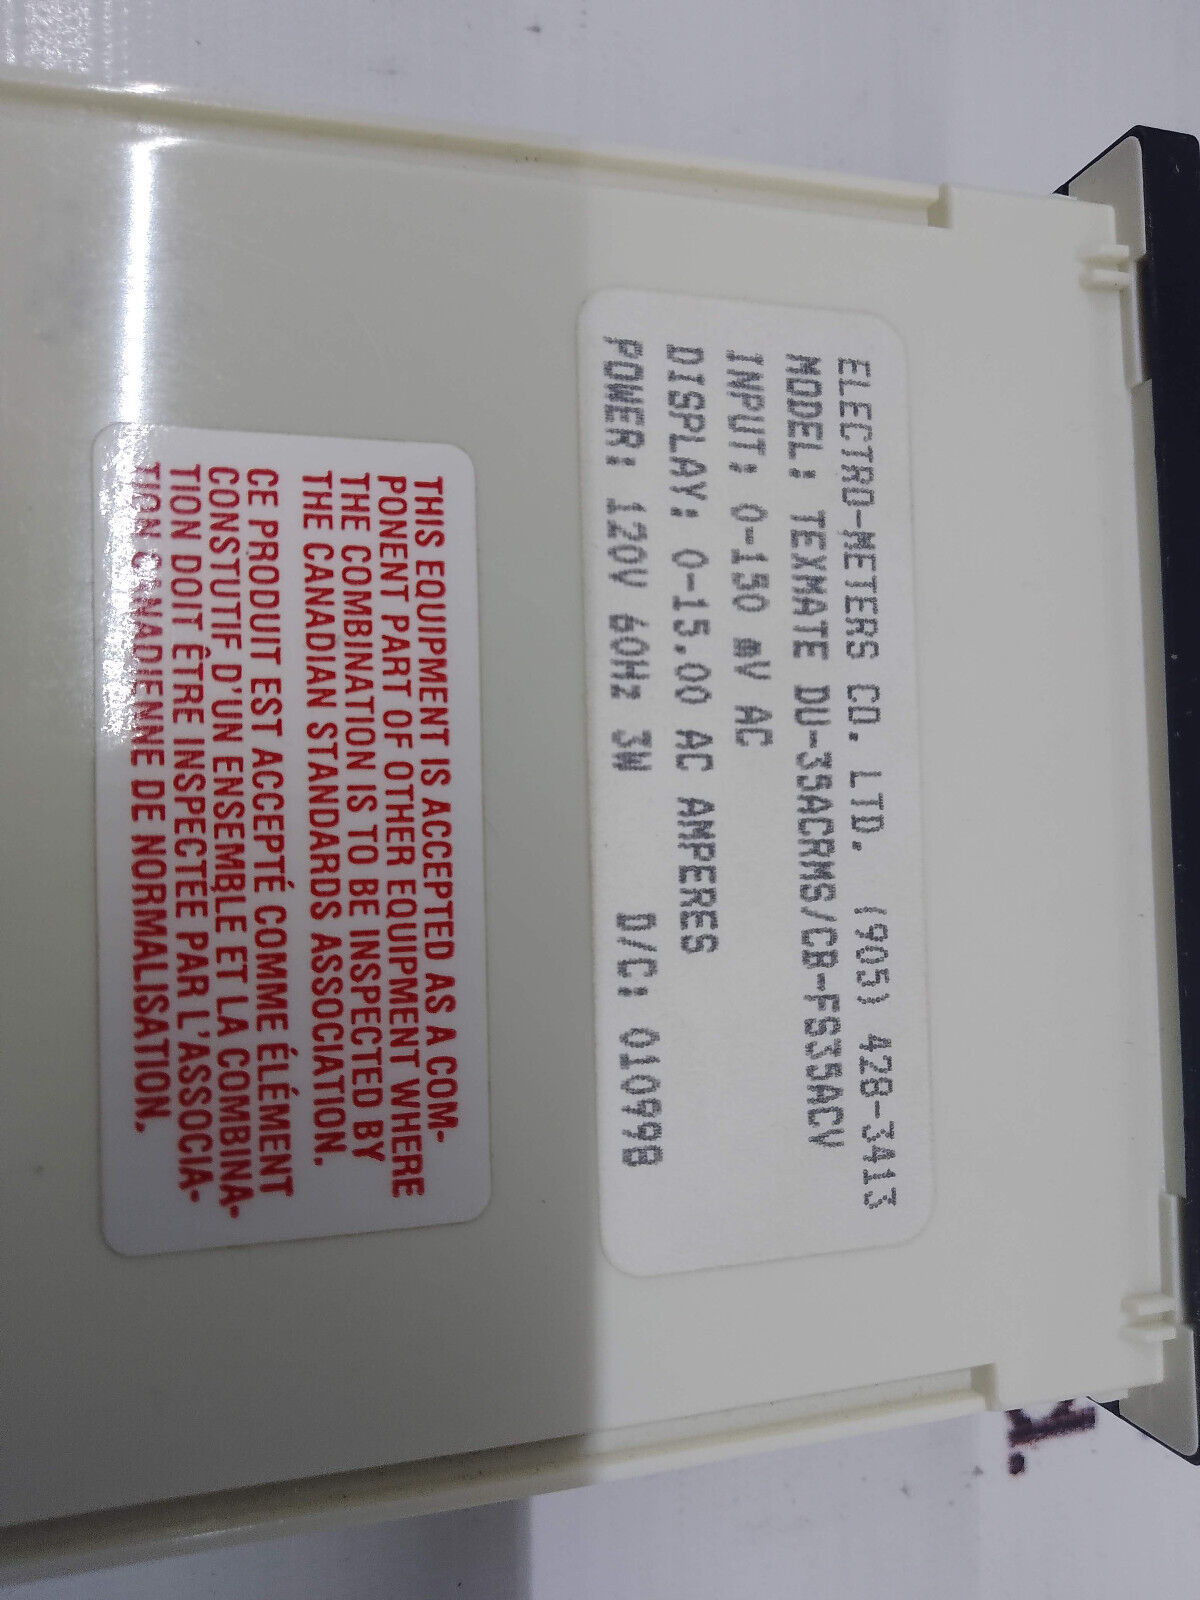 ELECTRO-METERS CO. LTD. (905) 428-3413
MODEL: TEXMATE DU-35ACRMS/CB-FS35ACV
INPUT: 0-150 mV AC
DISPLAY: 0-15.00 AC AMPERES
POWER: 120V 60Hz 3W D/C: 01099B
THIS EQUIPMENT IS ACCEPTED AS A COM-
PONENT PART OF OTHER EQUIPMENT WHERE
THE COMBINATION IS TO BE INSPECTED BY
THE CANADIAN STANDARDS ASSOCIATION.
CE PRODUIT EST ACCEPTÉ COMME ÉLÉMENT
CONSTUTIF D'UN ENSEMBLE ET LA COMBINA-
TION DOIT ÊTRE INSPECTÉE PAR L'ASSOCIA-
TION CANADIENNE DE NORMALISATION.